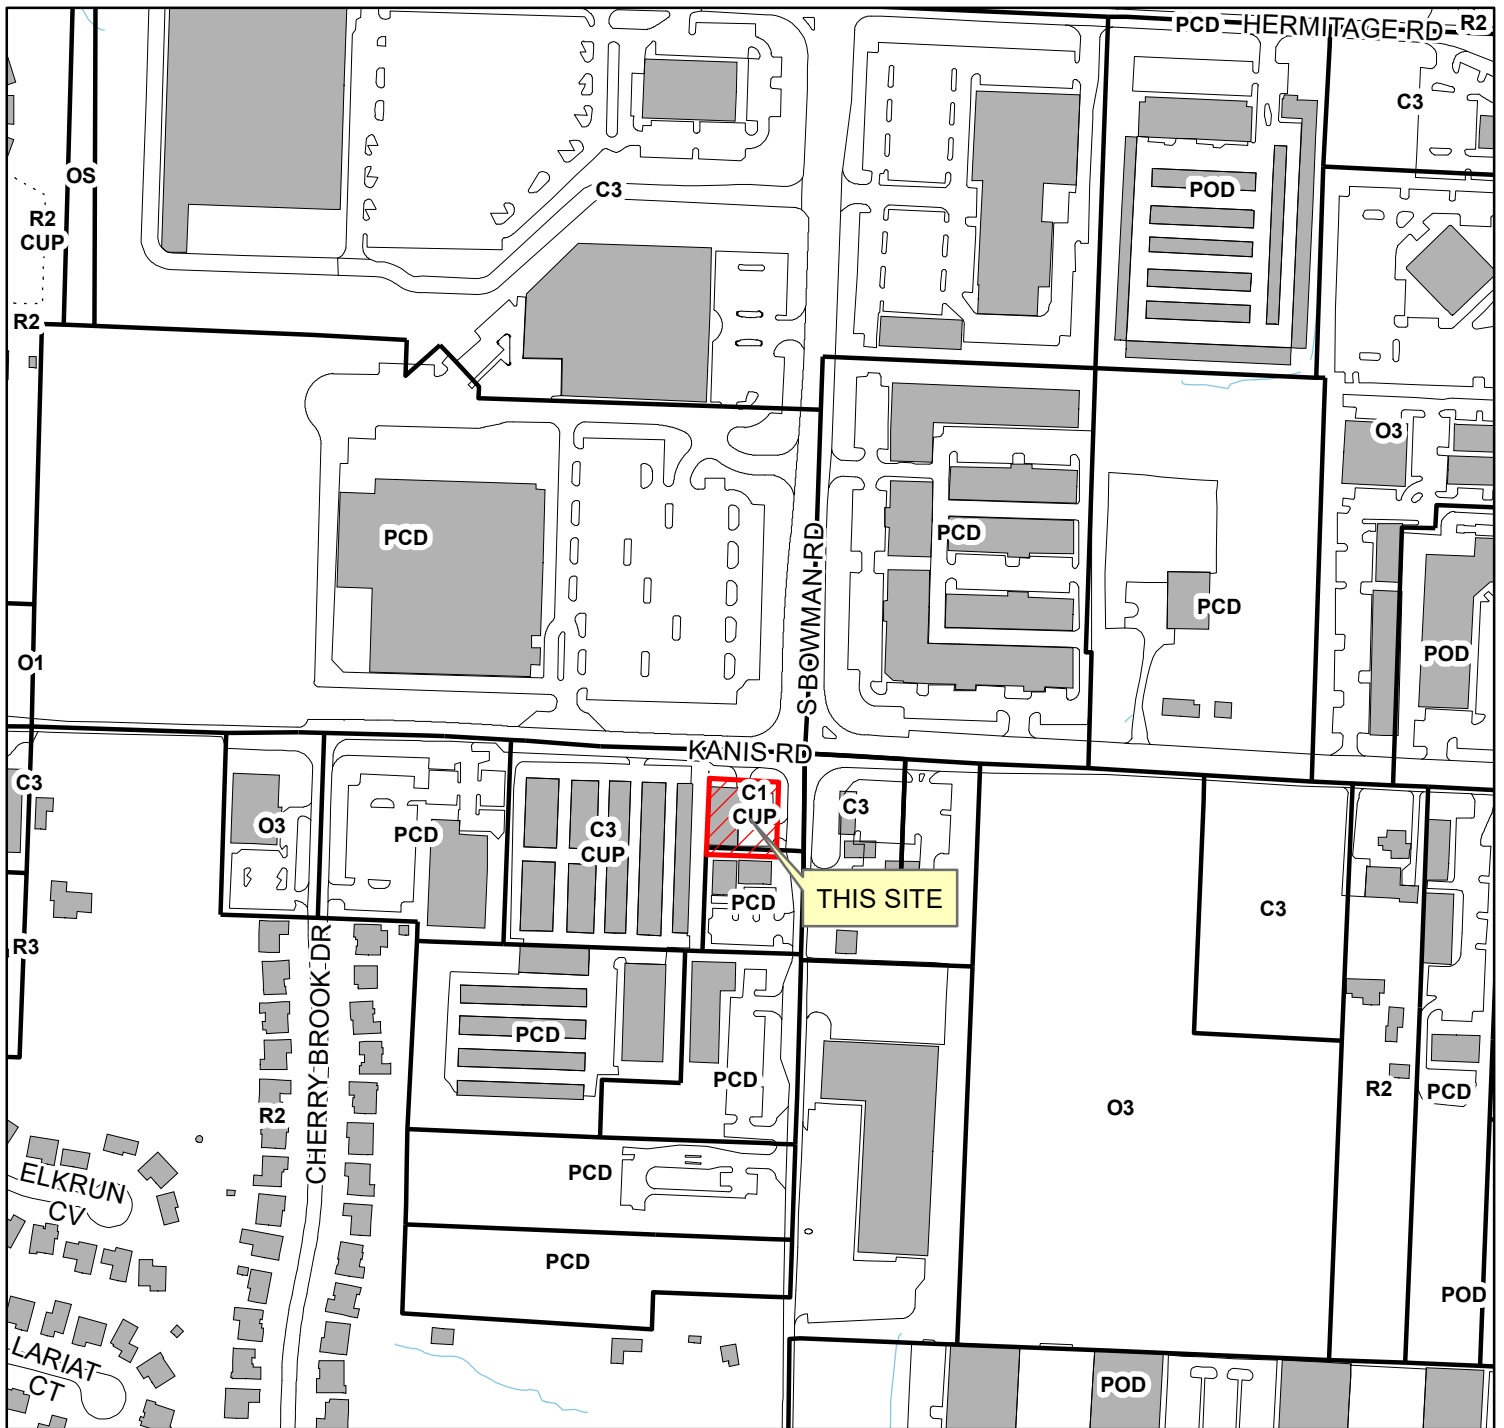 PCD
HERMITAGE RD
R2
C3
OS
C3
POD
R2
CUP
R2
O3
PCD
S BOWMAN RD
PCD
PCD
O1
POD
KANIS RD
C3
C1
CUP
C3
O3
PCD
C3
CUP
THIS SITE
PCD
C3
R3
CHERRY BROOK DR
PCD
PCD
R2
PCD
O3
R2
PCD
ELKRUN
CV
PCD
PCD
POD
LARIAT
CT
POD